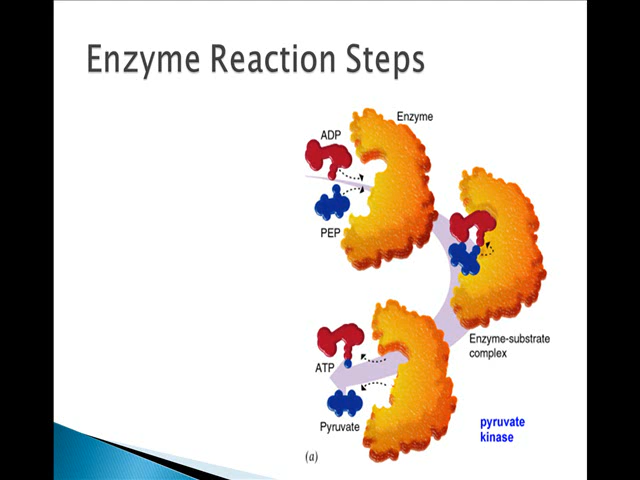 Enzyme Reaction Steps
Enzyme
ADP
PEP
Enzyme-substrate
complex
ATP
Pyruvate
pyruvate
kinase
(a)